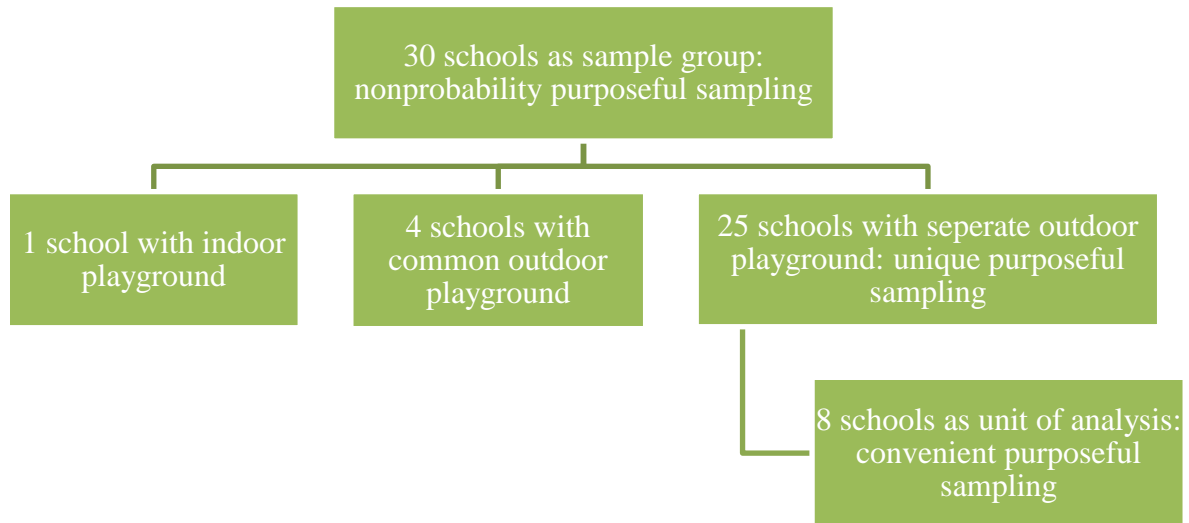 30 schools as sample group:
nonprobability purposeful sampling
1 school with indoor
playground
4 schools with
common outdoor
playground
25 schools with seperate outdoor
playground: unique purposeful
sampling
8 schools as unit of analysis:
convenient purposeful
sampling